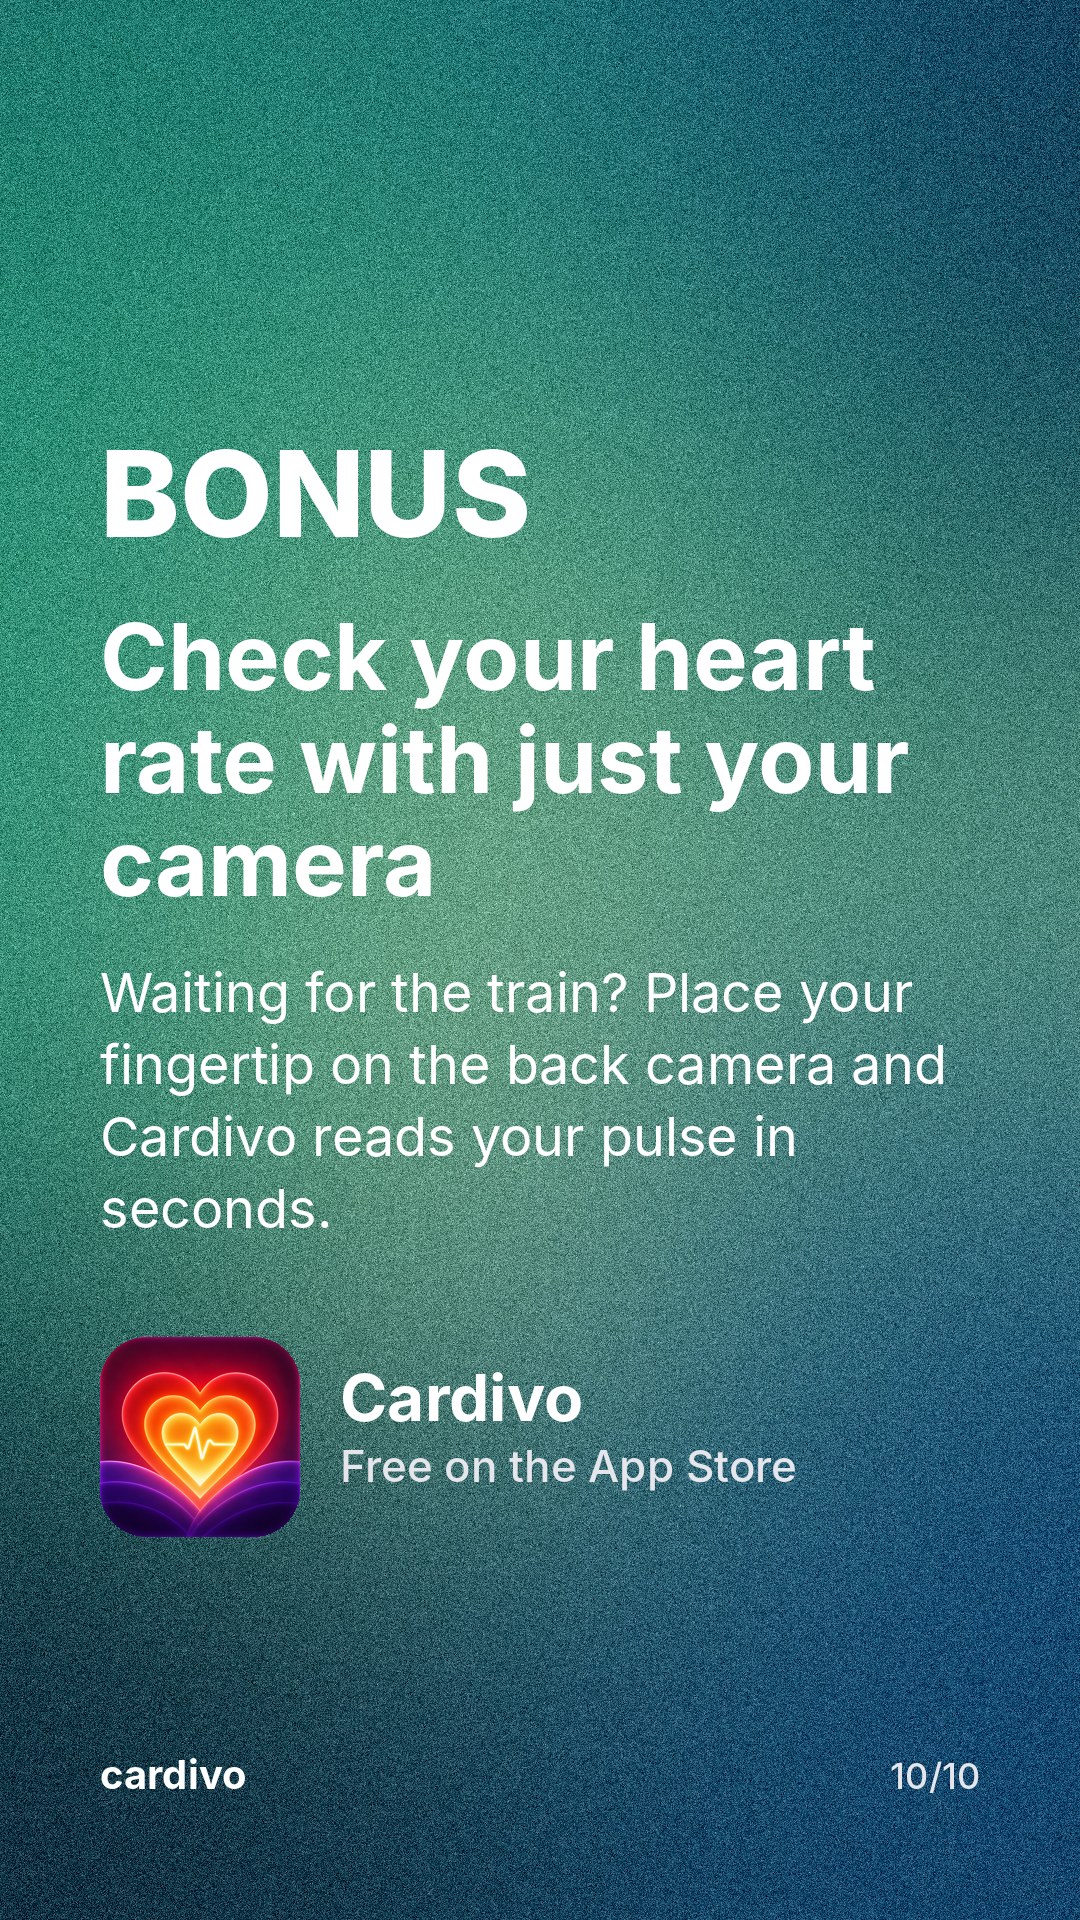 BONUS
Check your heart
rate with just your
camera
Waiting for the train? Place your
fingertip on the back camera and
Cardivo reads your pulse in
seconds.
Cardivo
Free on the App Store
cardivo
10/10